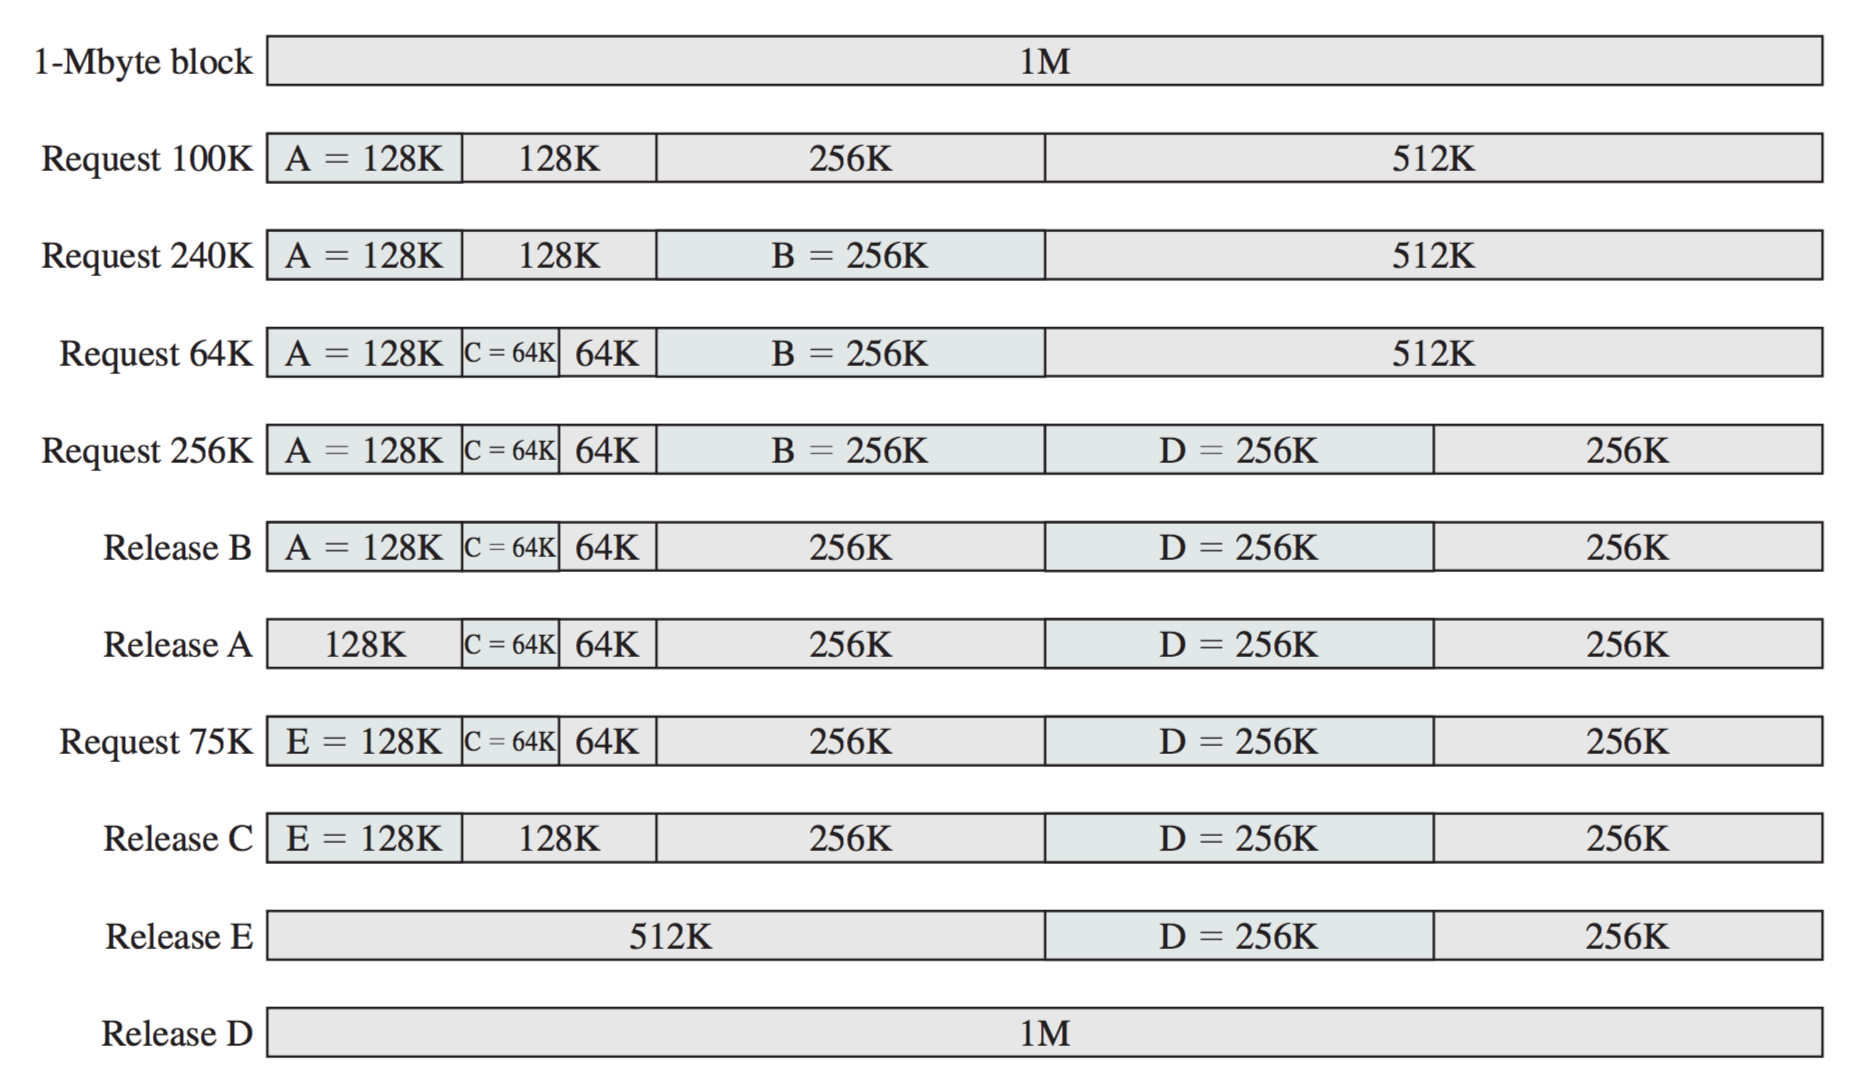 1-Mbyte block 1M
Request 100K A = 128K 128K 256K 512K
Request 240K A = 128K 128K B = 256K 512K
Request 64K A = 128K C = 64K 64K B = 256K 512K
Request 256K A = 128K C = 64K 64K B = 256K D = 256K 256K
Release B A = 128K C = 64K 64K 256K D = 256K 256K
Release A 128K C = 64K 64K 256K D = 256K 256K
Request 75K E = 128K C = 64K 64K 256K D = 256K 256K
Release C E = 128K 128K 256K D = 256K 256K
Release E 512K D = 256K 256K
Release D 1M